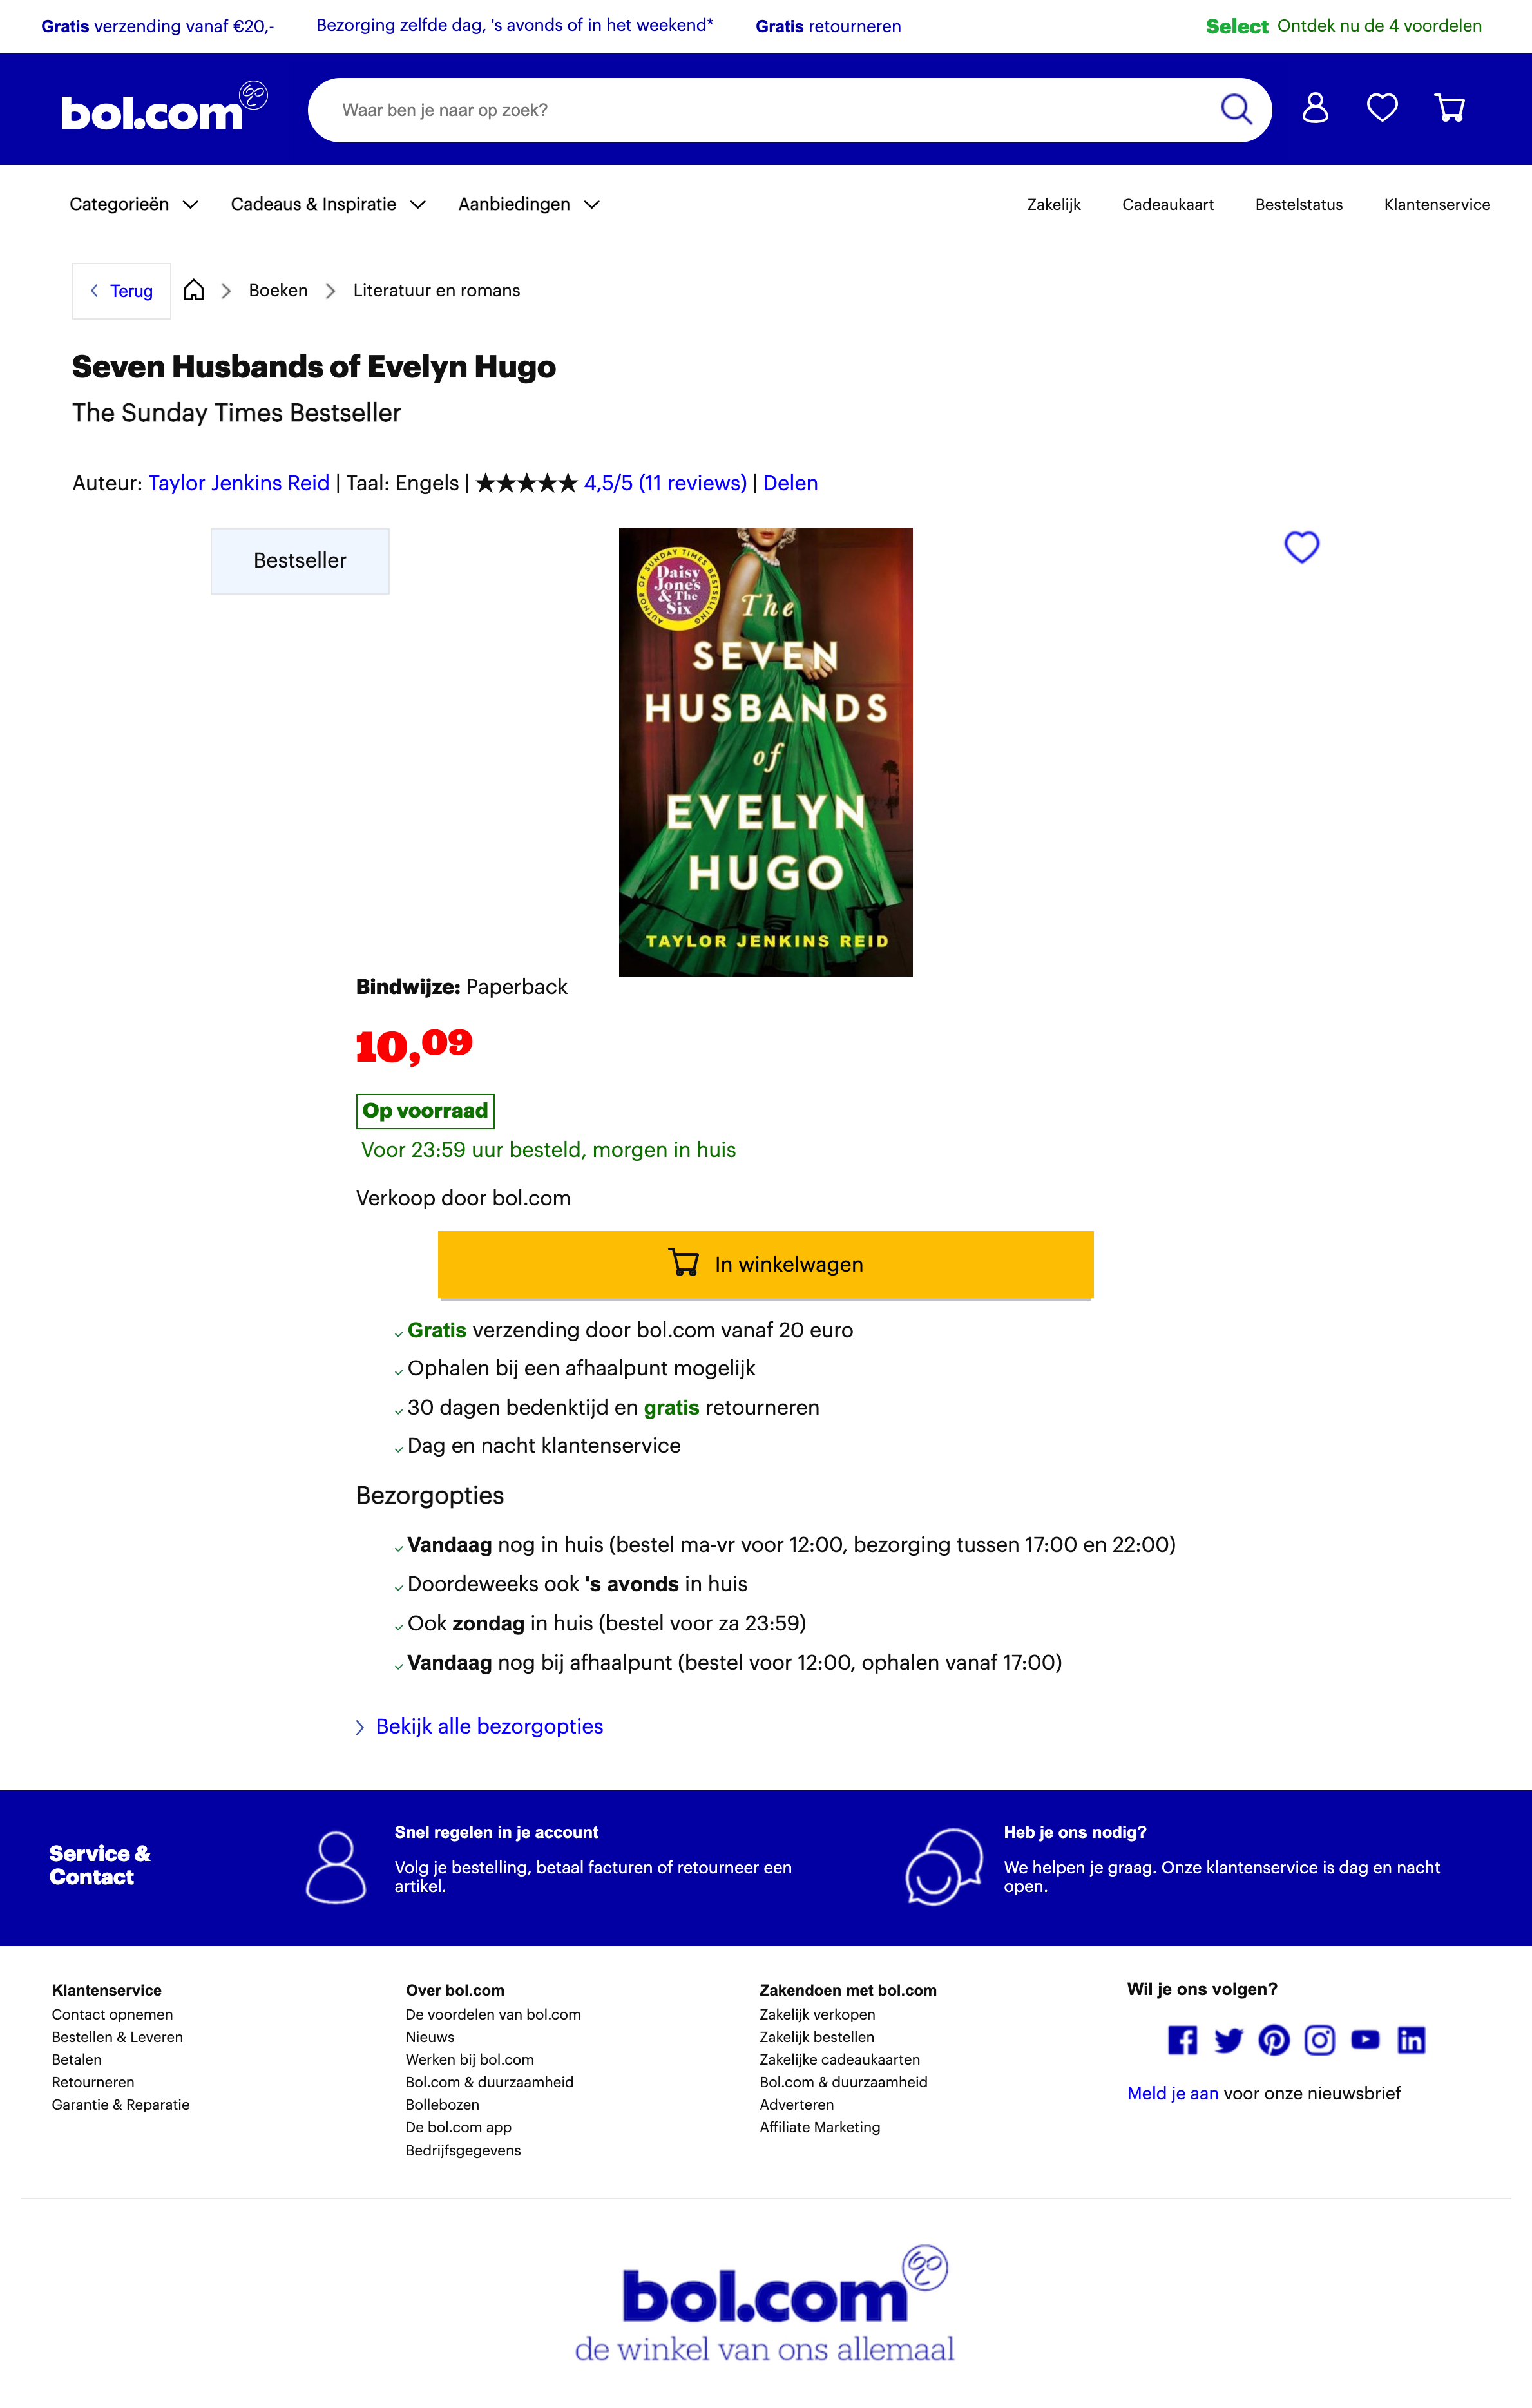 Gratis verzending vanaf €20,-
Bezorging zelfde dag, 's avonds of in het weekend*
Gratis retourneren
Select Ontdek nu de 4 voordelen
bol.com
Waar ben je naar op zoek?
Categorieën
Cadeaus & Inspiratie
Aanbiedingen
Zakelijk
Cadeaukaart
Bestelstatus
Klantenservice
Terug
Boeken
Literatuur en romans
Seven Husbands of Evelyn Hugo
The Sunday Times Bestseller
Auteur: Taylor Jenkins Reid | Taal: Engels | ★★★★★ 4,5/5 (11 reviews) | Delen
Bestseller
AUTHOR OF SUNDAY TIMES BESTSELLING
Daisy
Jones
& The
Six
The
SEVEN
HUSBANDS
of
EVELYN
HUGO
TAYLOR JENKINS REID
Bindwijze: Paperback
10,09
Op voorraad
Voor 23:59 uur besteld, morgen in huis
Verkoop door bol.com
In winkelwagen
Gratis verzending door bol.com vanaf 20 euro
Ophalen bij een afhaalpunt mogelijk
30 dagen bedenktijd en gratis retourneren
Dag en nacht klantenservice
Bezorgopties
Vandaag nog in huis (bestel ma-vr voor 12:00, bezorging tussen 17:00 en 22:00)
Doordeweeks ook 's avonds in huis
Ook zondag in huis (bestel voor za 23:59)
Vandaag nog bij afhaalpunt (bestel voor 12:00, ophalen vanaf 17:00)
Bekijk alle bezorgopties
Service &
Contact
Snel regelen in je account
Volg je bestelling, betaal facturen of retourneer een
artikel.
Heb je ons nodig?
We helpen je graag. Onze klantenservice is dag en nacht
open.
Klantenservice
Contact opnemen
Bestellen & Leveren
Betalen
Retourneren
Garantie & Reparatie
Over bol.com
De voordelen van bol.com
Nieuws
Werken bij bol.com
Bol.com & duurzaamheid
Bollebozen
De bol.com app
Bedrijfsgegevens
Zakendoen met bol.com
Zakelijk verkopen
Zakelijk bestellen
Zakelijke cadeaukaarten
Bol.com & duurzaamheid
Adverteren
Affiliate Marketing
Wil je ons volgen?
Meld je aan voor onze nieuwsbrief
bol.com
de winkel van ons allemaal